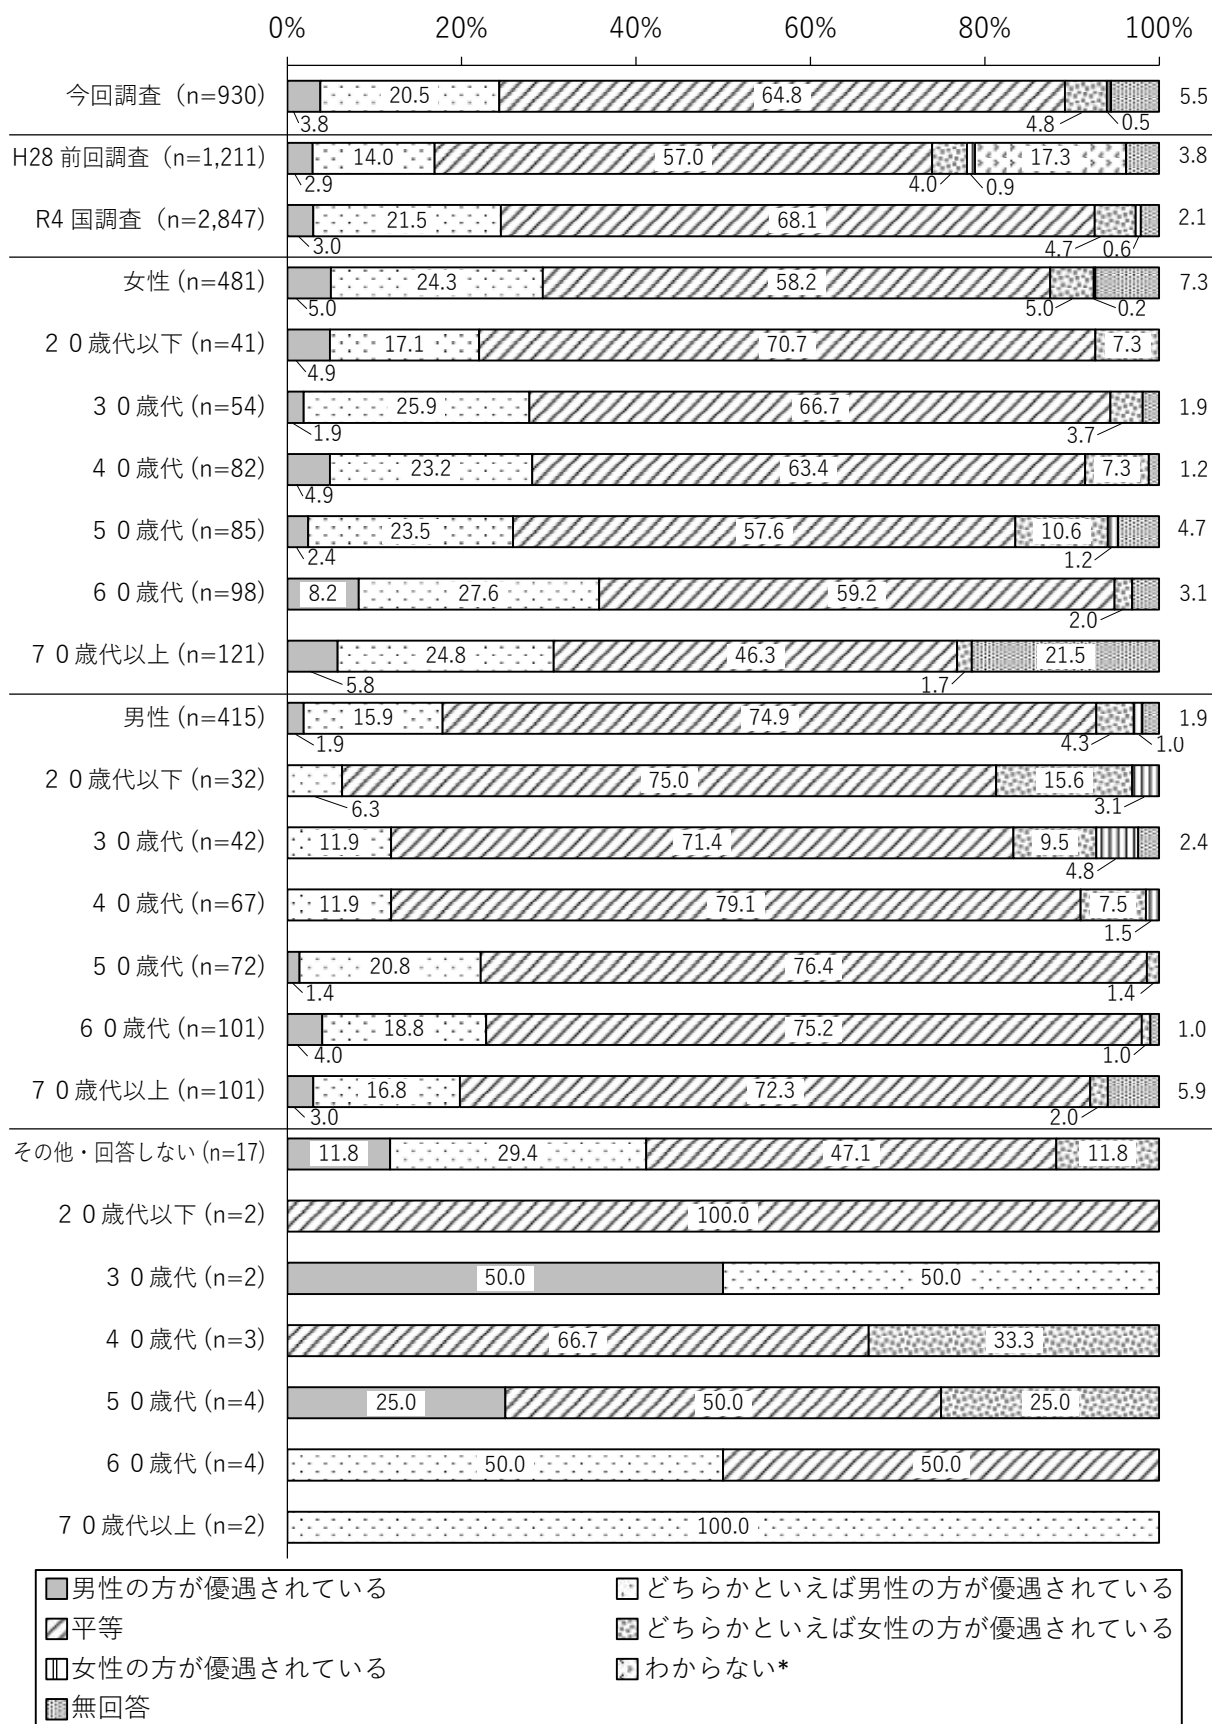 0% 20% 40% 60% 80% 100%
今回調査 (n=930) 3.8 20.5 64.8 4.8 0.5 5.5
H28 前回調査 (n=1,211) 2.9 14.0 57.0 4.0 0.9 17.3 3.8
R4 国調査 (n=2,847) 3.0 21.5 68.1 4.7 0.6 2.1
女性 (n=481) 5.0 24.3 58.2 5.0 0.2 7.3
２０歳代以下 (n=41) 4.9 17.1 70.7 7.3
３０歳代 (n=54) 1.9 25.9 66.7 3.7 1.9
４０歳代 (n=82) 4.9 23.2 63.4 7.3 1.2
５０歳代 (n=85) 2.4 23.5 57.6 10.6 1.2 4.7
６０歳代 (n=98) 8.2 27.6 59.2 2.0 3.1
７０歳代以上 (n=121) 5.8 24.8 46.3 1.7 21.5
男性 (n=415) 1.9 15.9 74.9 4.3 1.0 1.9
２０歳代以下 (n=32) 6.3 75.0 15.6 3.1
３０歳代 (n=42) 11.9 71.4 9.5 4.8 2.4
４０歳代 (n=67) 11.9 79.1 7.5 1.5
５０歳代 (n=72) 1.4 20.8 76.4 1.4
６０歳代 (n=101) 4.0 18.8 75.2 1.0 1.0
７０歳代以上 (n=101) 3.0 16.8 72.3 2.0 5.9
その他・回答しない (n=17) 11.8 29.4 47.1 11.8
２０歳代以下 (n=2) 100.0
３０歳代 (n=2) 50.0 50.0
４０歳代 (n=3) 66.7 33.3
５０歳代 (n=4) 25.0 50.0 25.0
６０歳代 (n=4) 50.0 50.0
７０歳代以上 (n=2) 100.0
男性の方が優遇されている どちらかといえば男性の方が優遇されている
平等 どちらかといえば女性の方が優遇されている
女性の方が優遇されている わからない*
無回答